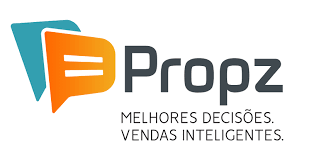 Propz
MELHORES DECISÕES.
VENDAS INTELIGENTES.